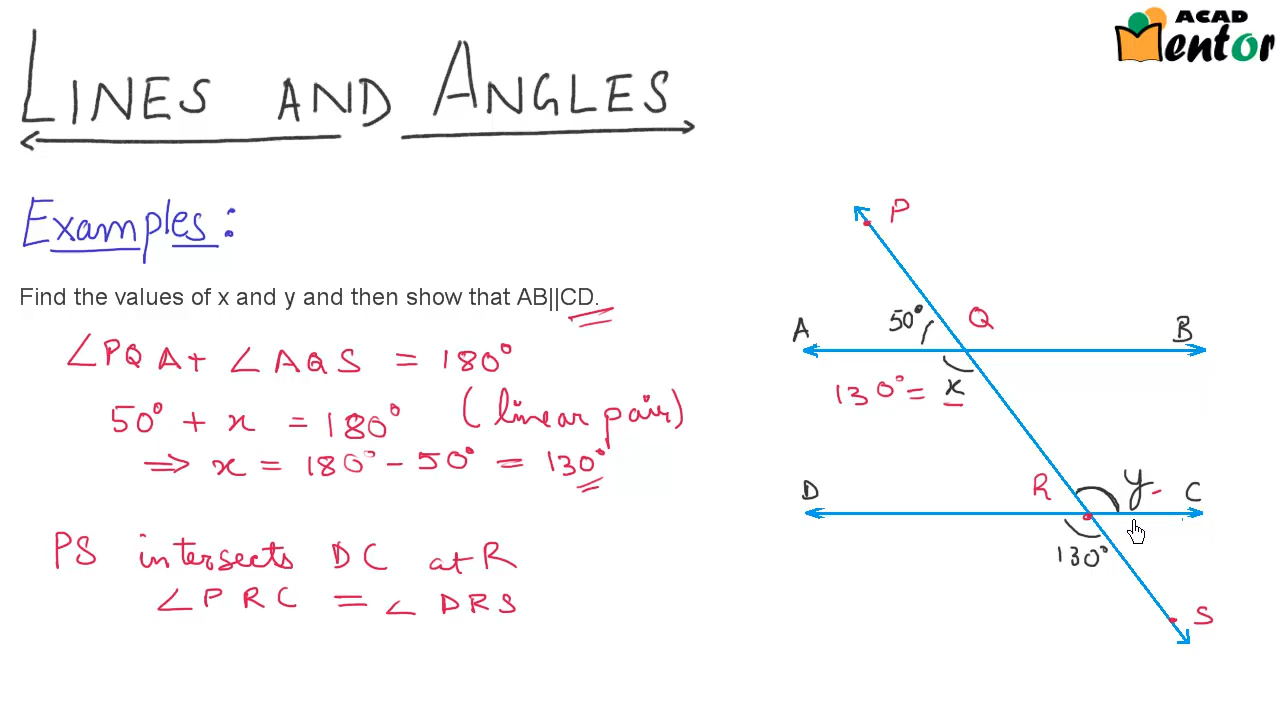 ACAD
mentor
LINES AND ANGLES
Examples:
Find the values of x and y and then show that AB||CD.
∠PQA + ∠AQS = 180°
50° + x = 180° (linear pair)
⇒ x = 180° - 50° = 130°
PS intersects DC at R
∠PRC = ∠DRS
P
50°
Q
A
B
130° = x
D
R
y =
C
130°
S